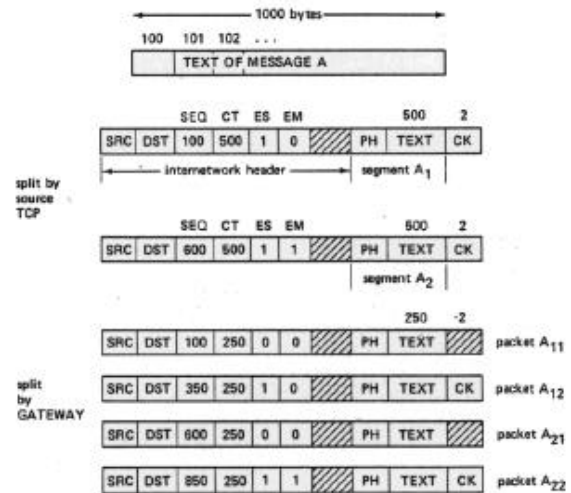 1000 bytes
100 101 102 ...
TEXT OF MESSAGE A
SEQ CT ES EM 500 2
SRC DST 100 500 1 0 PH TEXT CK
internetwork header segment A1
split by
source
TCP
SEQ CT ES EM 500 2
SRC DST 600 500 1 1 PH TEXT CK
segment A2
250 -2
SRC DST 100 250 0 0 PH TEXT packet A11
split
by
GATEWAY
SRC DST 350 250 1 0 PH TEXT CK packet A12
SRC DST 600 250 0 0 PH TEXT packet A21
SRC DST 850 250 1 1 PH TEXT CK packet A22